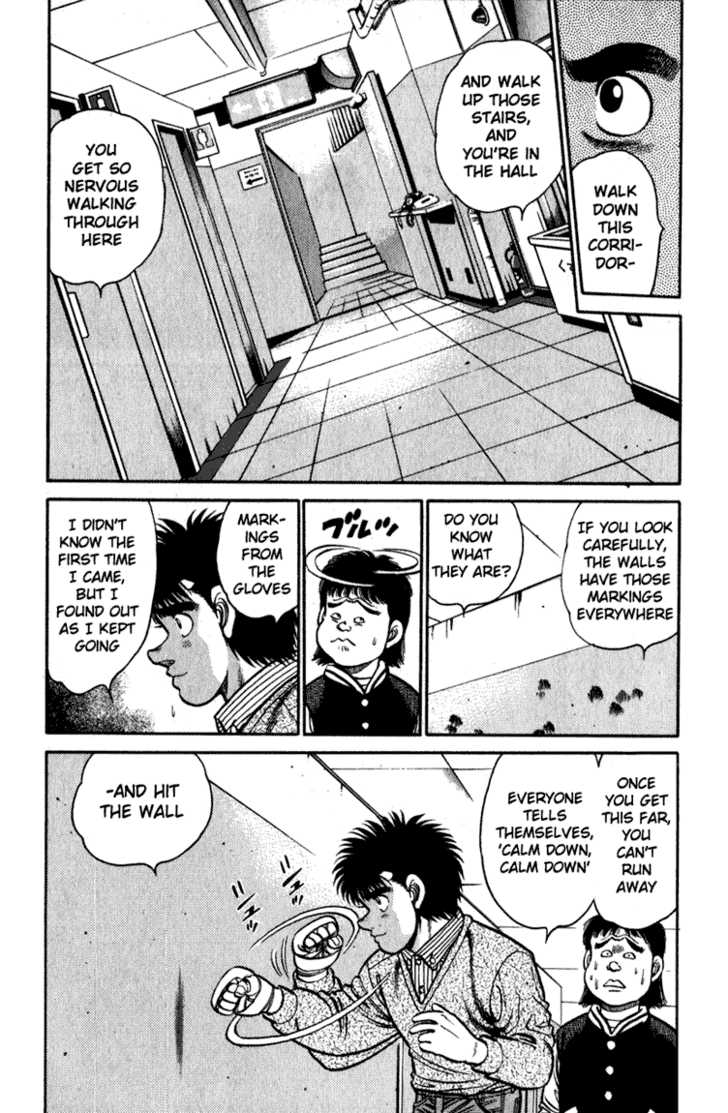 WALK
DOWN
THIS
CORRI-
DOR-
AND WALK
UP THOSE
STAIRS,
AND
YOU'RE IN
THE HALL
YOU
GET SO
NERVOUS
WALKING
THROUGH
HERE
IF YOU LOOK
CAREFULLY,
THE WALLS
HAVE THOSE
MARKINGS
EVERYWHERE
DO YOU
KNOW
WHAT
THEY ARE?
ブルッ
MARK-
INGS
FROM
THE
GLOVES
I DIDN'T
KNOW THE
FIRST TIME
I CAME,
BUT I
FOUND OUT
AS I KEPT
GOING
ONCE
YOU GET
THIS FAR,
YOU
CAN'T
RUN
AWAY
EVERYONE
TELLS
THEMSELVES,
'CALM DOWN,
CALM DOWN'
-AND HIT
THE WALL